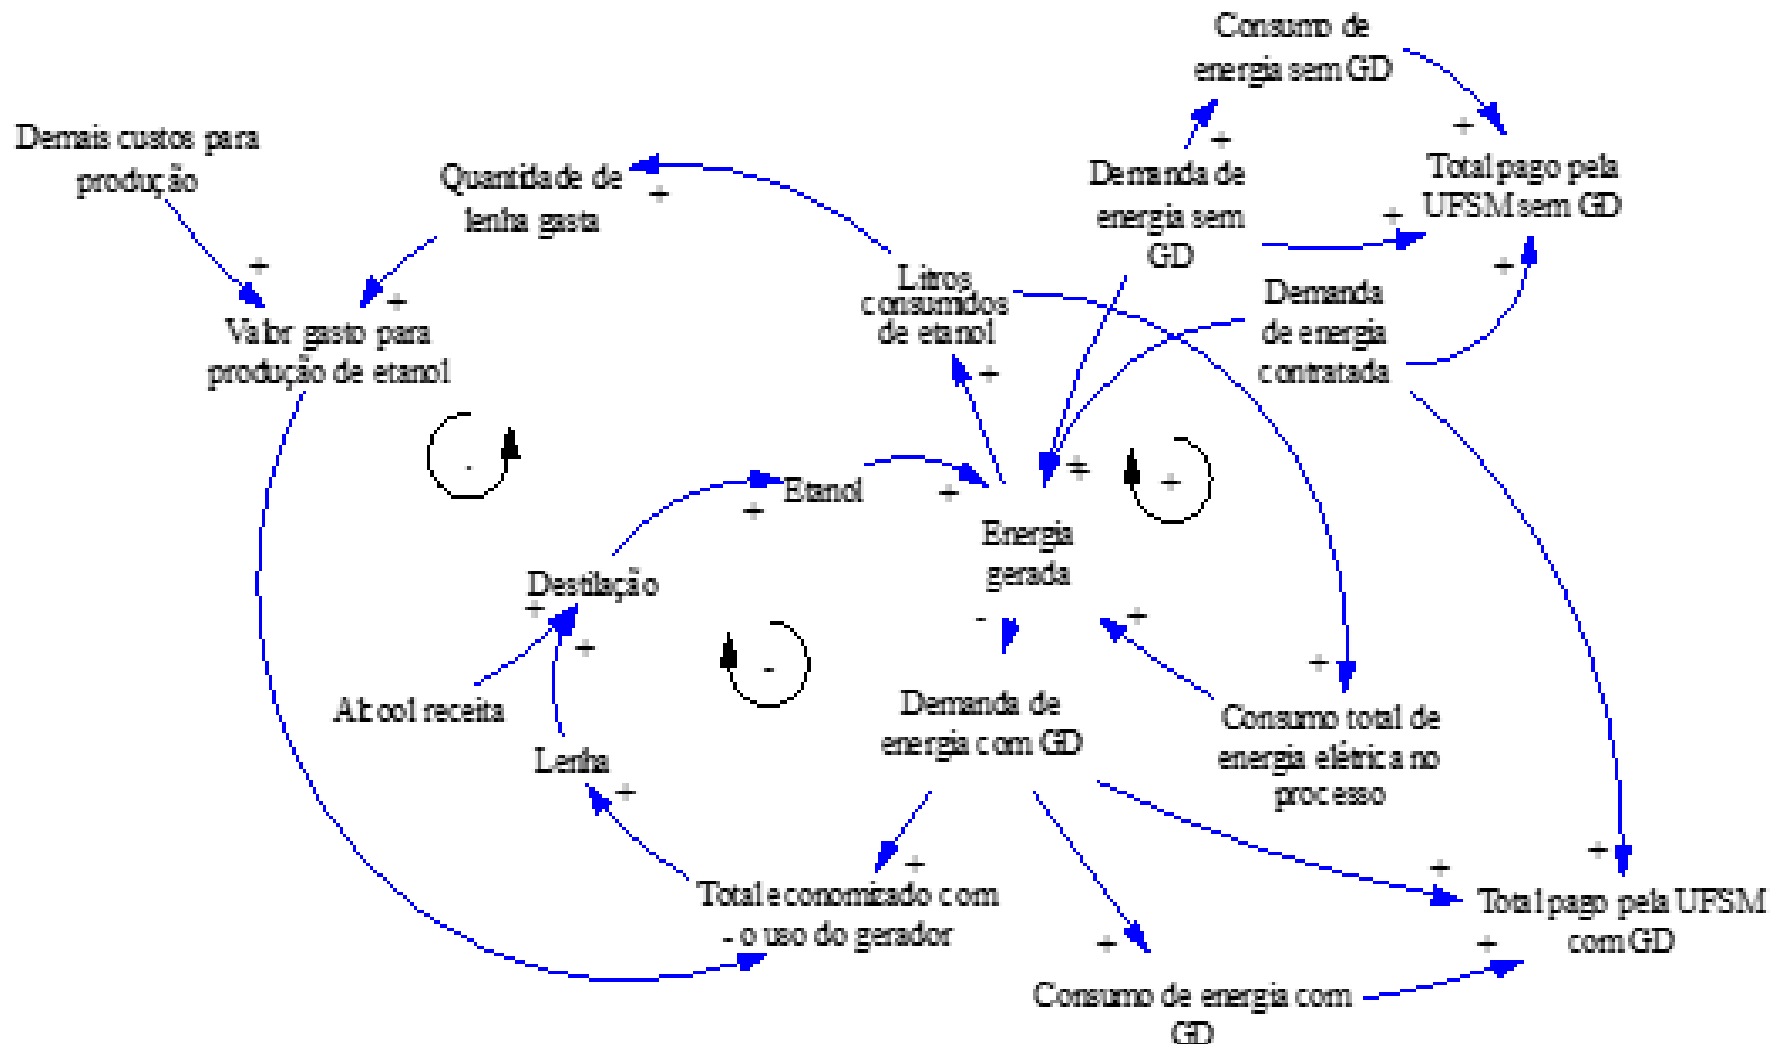 Consumo de
energia sem GD
Demais custos para
produção
+
+
Quantidade de
lenha gasta
+
Demanda de
energia sem
GD
Total pago pela
UFSM sem GD
+
+
+
Litros
consumidos
de etanol
Demanda
de energia
contratada
+
Valor gasto para
produção de etanol
+
-
Etanol
+
+
+
+
+
Energia
gerada
Destilação
+
+
-
-
+
+
Alcool receita
Demanda de
energia com GD
Consumo total de
energia elétrica no
processo
Lenha
+
+
+
+
Total economizado com
- o uso do gerador
Total pago pela UFSM
com GD
+
+
Consumo de energia com
GD